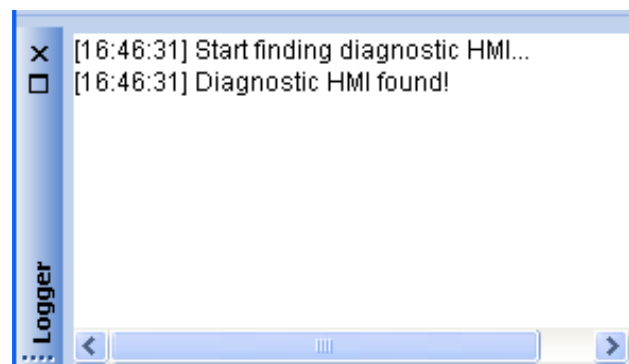 [16:46:31] Start finding diagnostic HMI...
[16:46:31] Diagnostic HMI found!
Logger